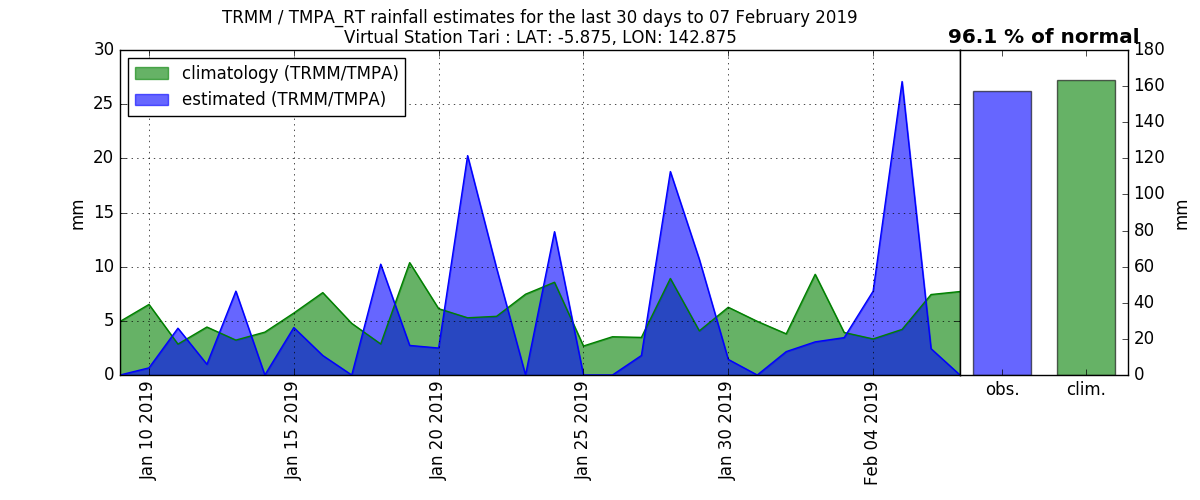 TRMM / TMPA_RT rainfall estimates for the last 30 days to 07 February 2019
Virtual Station Tari : LAT: -5.875, LON: 142.875
96.1 % of normal
climatology (TRMM/TMPA)
estimated (TRMM/TMPA)
30
25
20
15
10
5
0
mm
Jan 10 2019
Jan 15 2019
Jan 20 2019
Jan 25 2019
Jan 30 2019
Feb 04 2019
obs.
clim.
180
160
140
120
100
80
60
40
20
0
mm